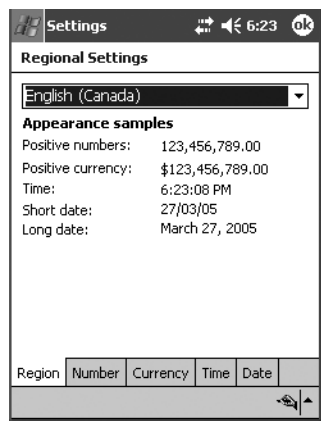 Settings 6:23 ok
Regional Settings
English (Canada)
Appearance samples
Positive numbers: 123,456,789.00
Positive currency: $123,456,789.00
Time: 6:23:08 PM
Short date: 27/03/05
Long date: March 27, 2005
Region Number Currency Time Date